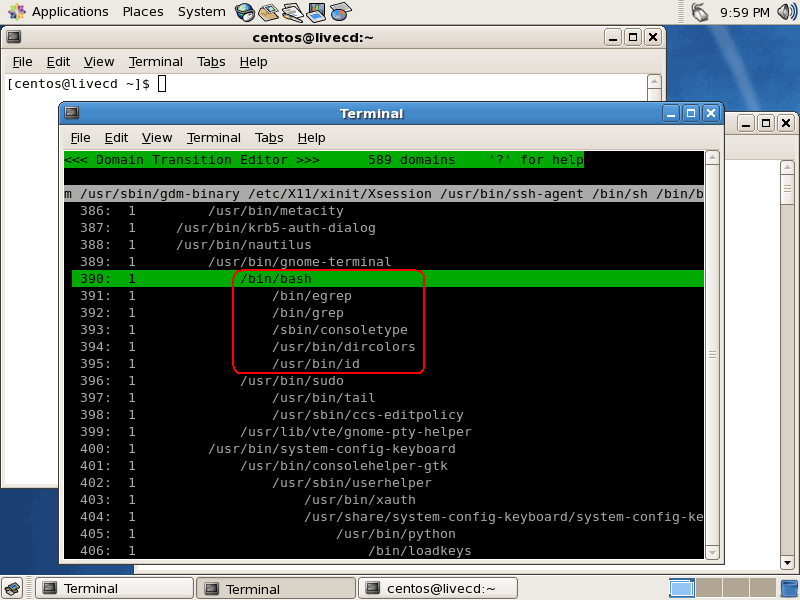 Applications Places System 9:59 PM
centos@livecd:~
File Edit View Terminal Tabs Help
[centos@livecd ~]$
Terminal
File Edit View Terminal Tabs Help
<<< Domain Transition Editor >>>      589 domains    '?' for help
m /usr/sbin/gdm-binary /etc/X11/xinit/Xsession /usr/bin/ssh-agent /bin/sh /bin/b
386:  1         /usr/bin/metacity
387:  1     /usr/bin/krb5-auth-dialog
388:  1     /usr/bin/nautilus
389:  1         /usr/bin/gnome-terminal
390:  1             /bin/bash
391:  1                 /bin/egrep
392:  1                 /bin/grep
393:  1                 /sbin/consoletype
394:  1                 /usr/bin/dircolors
395:  1                 /usr/bin/id
396:  1             /usr/bin/sudo
397:  1                 /usr/bin/tail
398:  1                 /usr/sbin/ccs-editpolicy
399:  1             /usr/lib/vte/gnome-pty-helper
400:  1         /usr/bin/system-config-keyboard
401:  1             /usr/bin/consolehelper-gtk
402:  1                 /usr/sbin/userhelper
403:  1                     /usr/bin/xauth
404:  1                     /usr/share/system-config-keyboard/system-config-ke
405:  1                         /usr/bin/python
406:  1                             /bin/loadkeys
Terminal Terminal centos@livecd:~